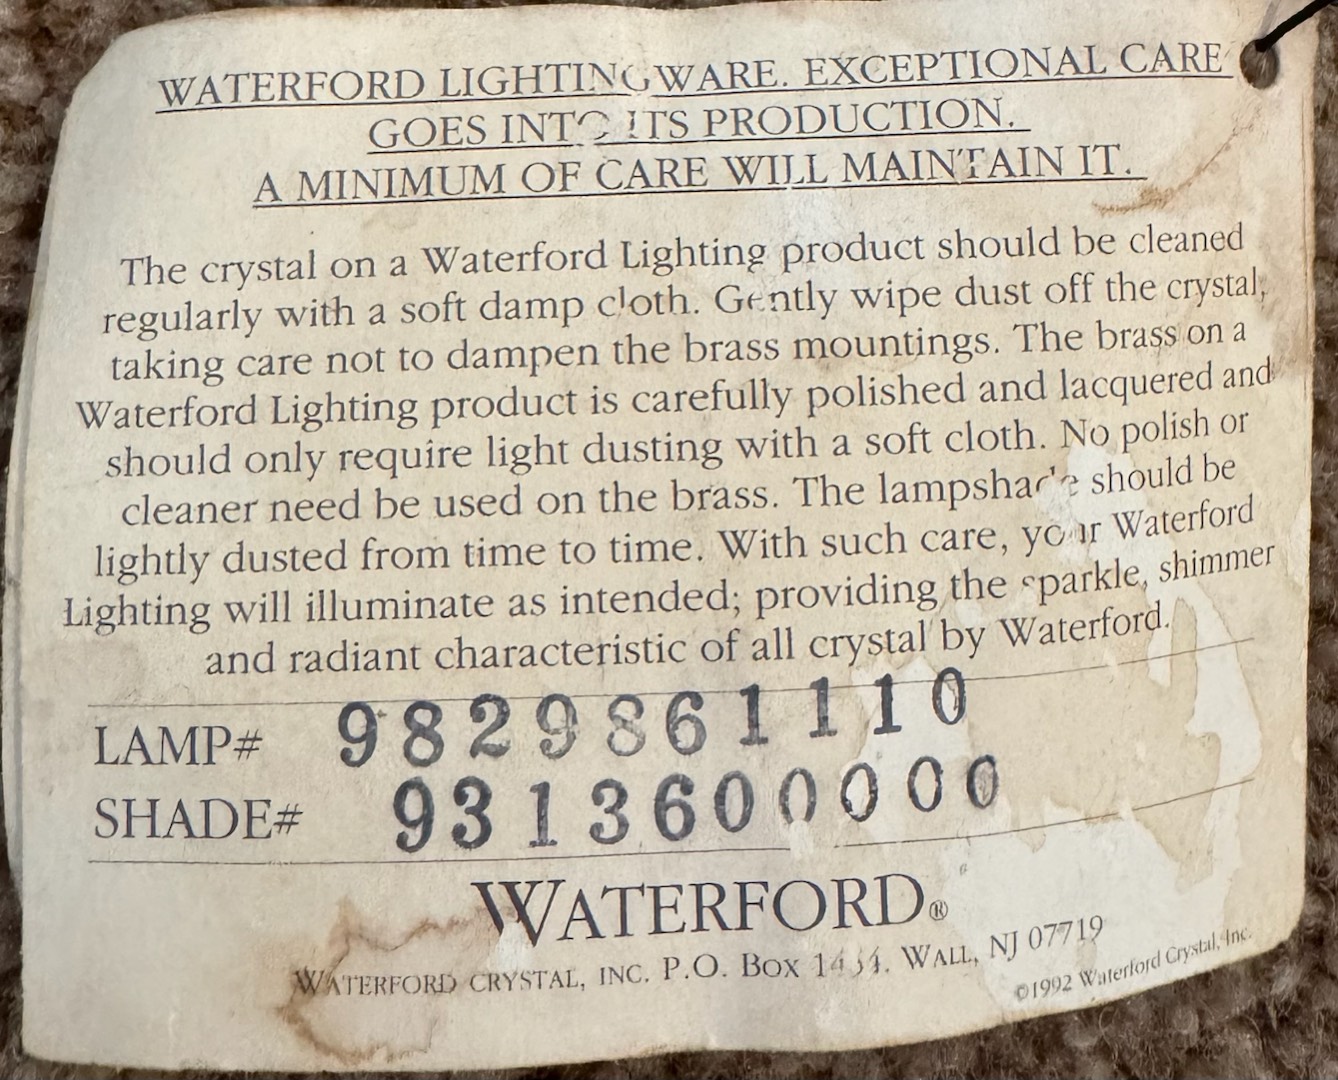 WATERFORD LIGHTINGWARE. EXCEPTIONAL CARE
GOES INTO ITS PRODUCTION.
A MINIMUM OF CARE WILL MAINTAIN IT.
The crystal on a Waterford Lighting product should be cleaned
regularly with a soft damp cloth. Gently wipe dust off the crystal,
taking care not to dampen the brass mountings. The brass on a
Waterford Lighting product is carefully polished and lacquered and
should only require light dusting with a soft cloth. No polish or
cleaner need be used on the brass. The lampshade should be
lightly dusted from time to time. With such care, your Waterford
Lighting will illuminate as intended; providing the sparkle, shimmer
and radiant characteristic of all crystal by Waterford.
LAMP# 9829861110
SHADE# 9313600000
WATERFORD®
WATERFORD CRYSTAL, INC. P.O. BOX WALL, NJ 07719
©1992 Waterford Crystal, Inc.